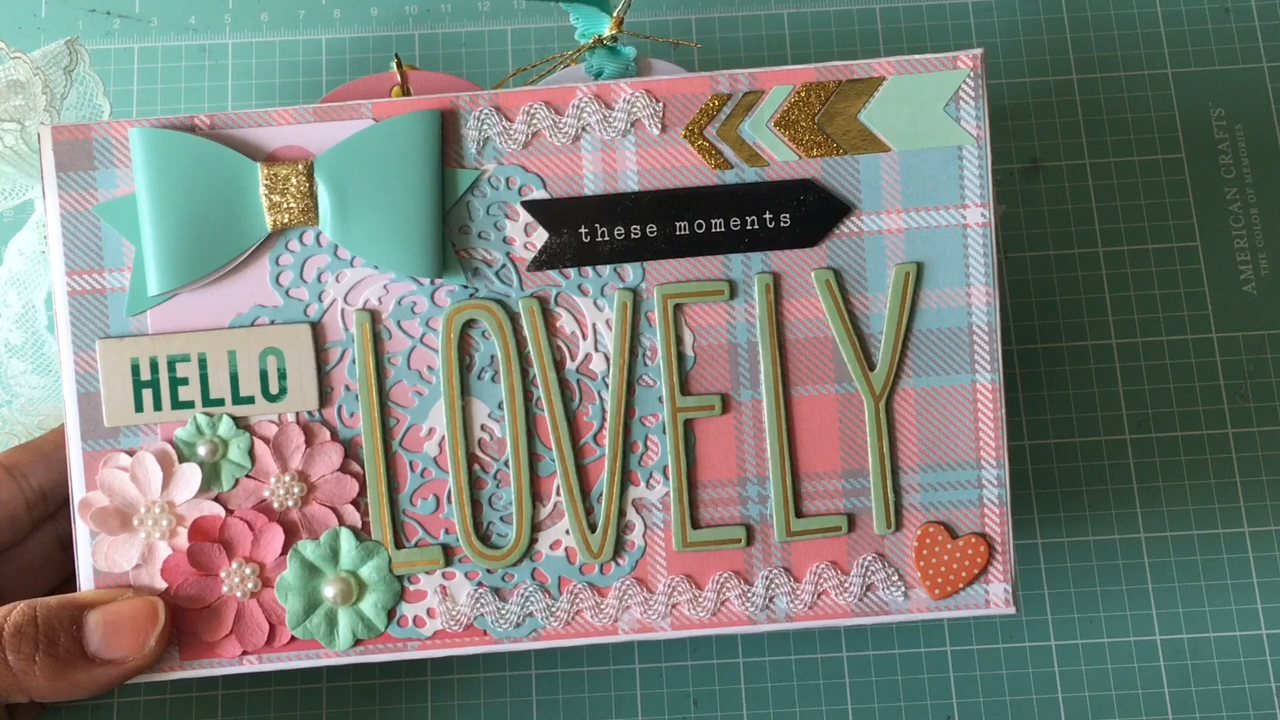 these moments
HELLO
LOVELY
AMERICAN CRAFTS
THE COLOR OF MEMORIES